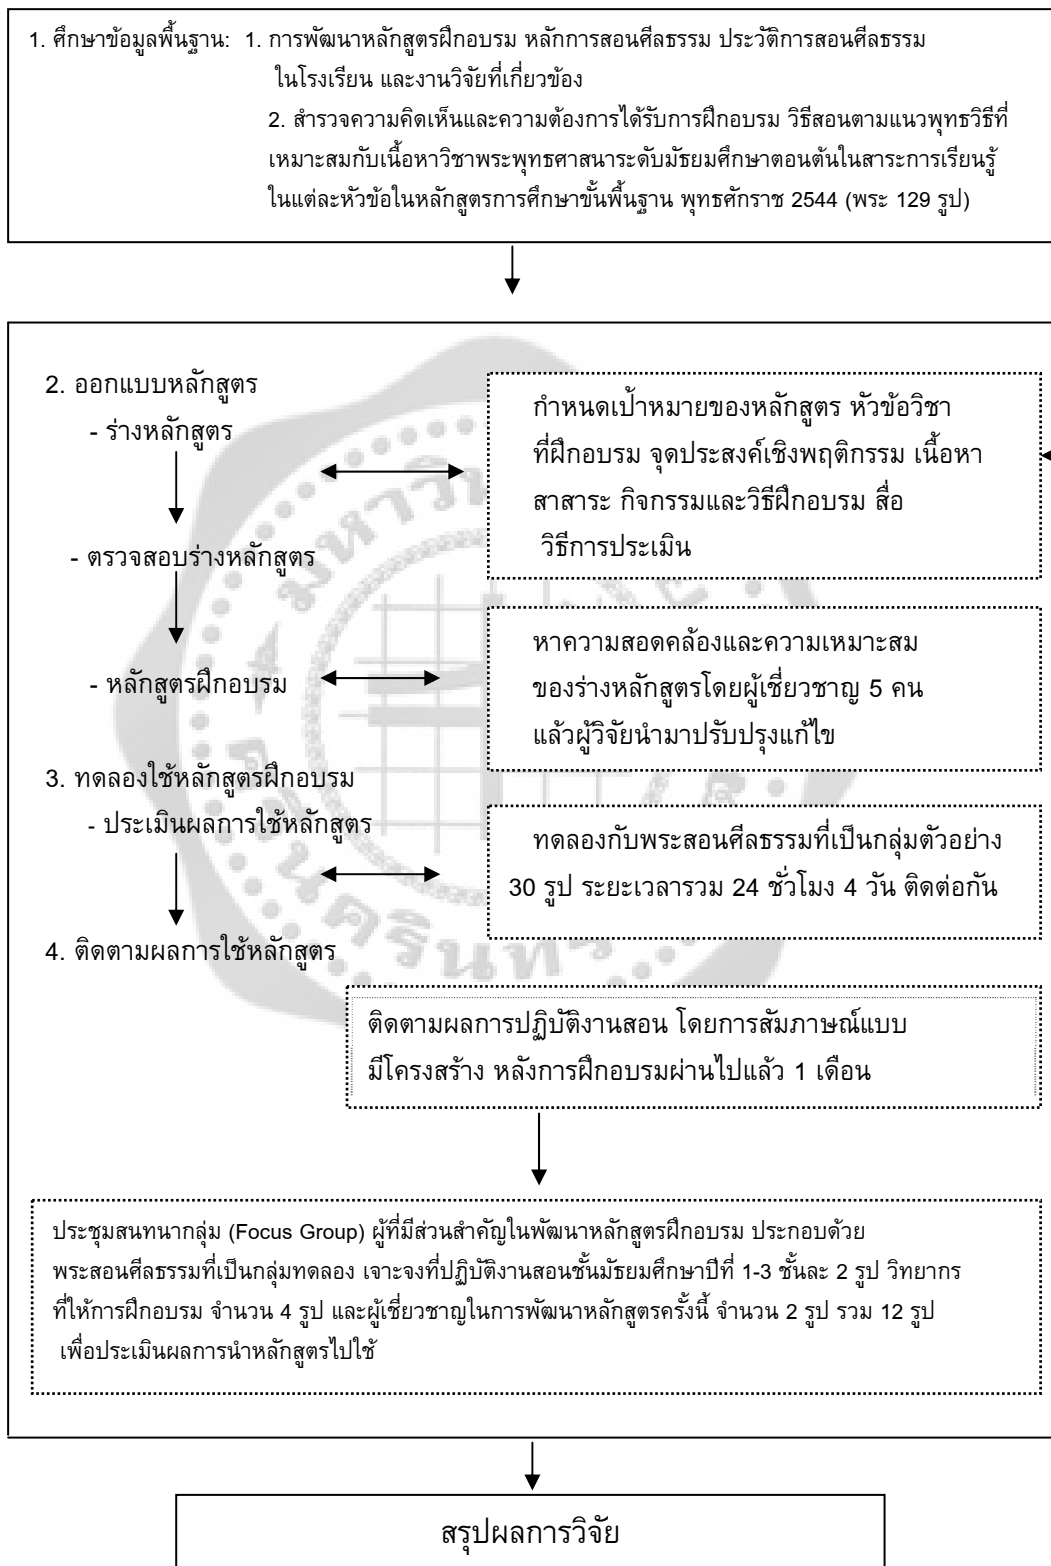 1. ศึกษาข้อมูลพื้นฐาน: 1. การพัฒนาหลักสูตรฝึกอบรม หลักการสอนศีลธรรม ประวัติการสอนศีลธรรม
ในโรงเรียน และงานวิจัยที่เกี่ยวข้อง
2. สำรวจความคิดเห็นและความต้องการได้รับการฝึกอบรม วิธีสอนตามแนวพุทธวิธีที่
เหมาะสมกับเนื้อหาวิชาพระพุทธศาสนาระดับมัธยมศึกษาตอนต้นในสาระการเรียนรู้
ในแต่ละหัวข้อในหลักสูตรการศึกษาขั้นพื้นฐาน พุทธศักราช 2544 (พระ 129 รูป)
2. ออกแบบหลักสูตร
- ร่างหลักสูตร
กำหนดเป้าหมายของหลักสูตร หัวข้อวิชา
ที่ฝึกอบรม จุดประสงค์เชิงพฤติกรรม เนื้อหา
สาสาระ กิจกรรมและวิธีฝึกอบรม สื่อ
วิธีการประเมิน
- ตรวจสอบร่างหลักสูตร
หาความสอดคล้องและความเหมาะสม
ของร่างหลักสูตรโดยผู้เชี่ยวชาญ 5 คน
แล้วผู้วิจัยนำมาปรับปรุงแก้ไข
- หลักสูตรฝึกอบรม
3. ทดลองใช้หลักสูตรฝึกอบรม
- ประเมินผลการใช้หลักสูตร
ทดลองกับพระสอนศีลธรรมที่เป็นกลุ่มตัวอย่าง
30 รูป ระยะเวลารวม 24 ชั่วโมง 4 วัน ติดต่อกัน
4. ติดตามผลการใช้หลักสูตร
ติดตามผลการปฏิบัติงานสอน โดยการสัมภาษณ์แบบ
มีโครงสร้าง หลังการฝึกอบรมผ่านไปแล้ว 1 เดือน
ประชุมสนทนากลุ่ม (Focus Group) ผู้ที่มีส่วนสำคัญในพัฒนาหลักสูตรฝึกอบรม ประกอบด้วย
พระสอนศีลธรรมที่เป็นกลุ่มทดลอง เจาะจงที่ปฏิบัติงานสอนชั้นมัธยมศึกษาปีที่ 1-3 ชั้นละ 2 รูป วิทยากร
ที่ให้การฝึกอบรม จำนวน 4 รูป และผู้เชี่ยวชาญในการพัฒนาหลักสูตรครั้งนี้ จำนวน 2 รูป รวม 12 รูป
เพื่อประเมินผลการนำหลักสูตรไปใช้
สรุปผลการวิจัย